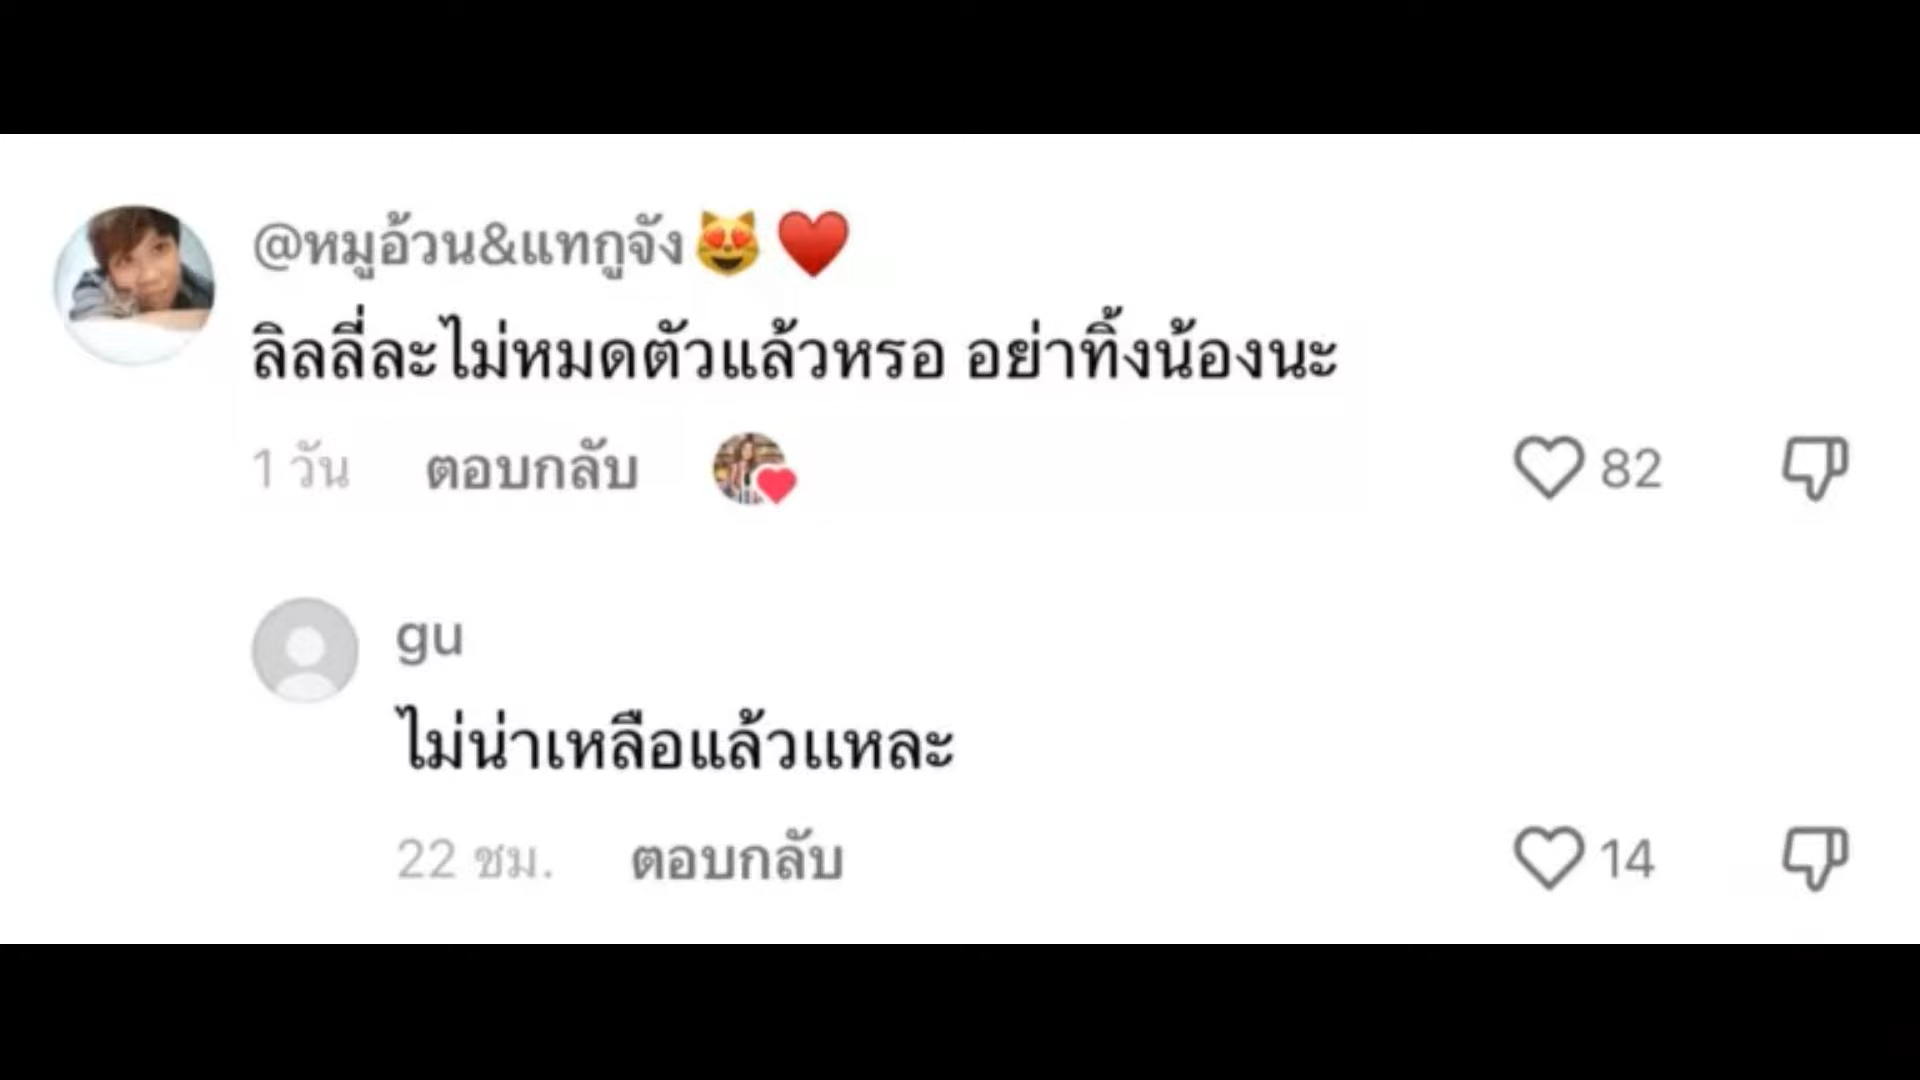 @หมูอ้วน&แทกูจัง😻❤️
ลิลลี่ละไม่หมดตัวแล้วหรอ อย่าทิ้งน้องนะ
1 วัน ตอบกลับ 82
gu
ไม่น่าเหลือแล้วแหละ
22 ชม. ตอบกลับ 14